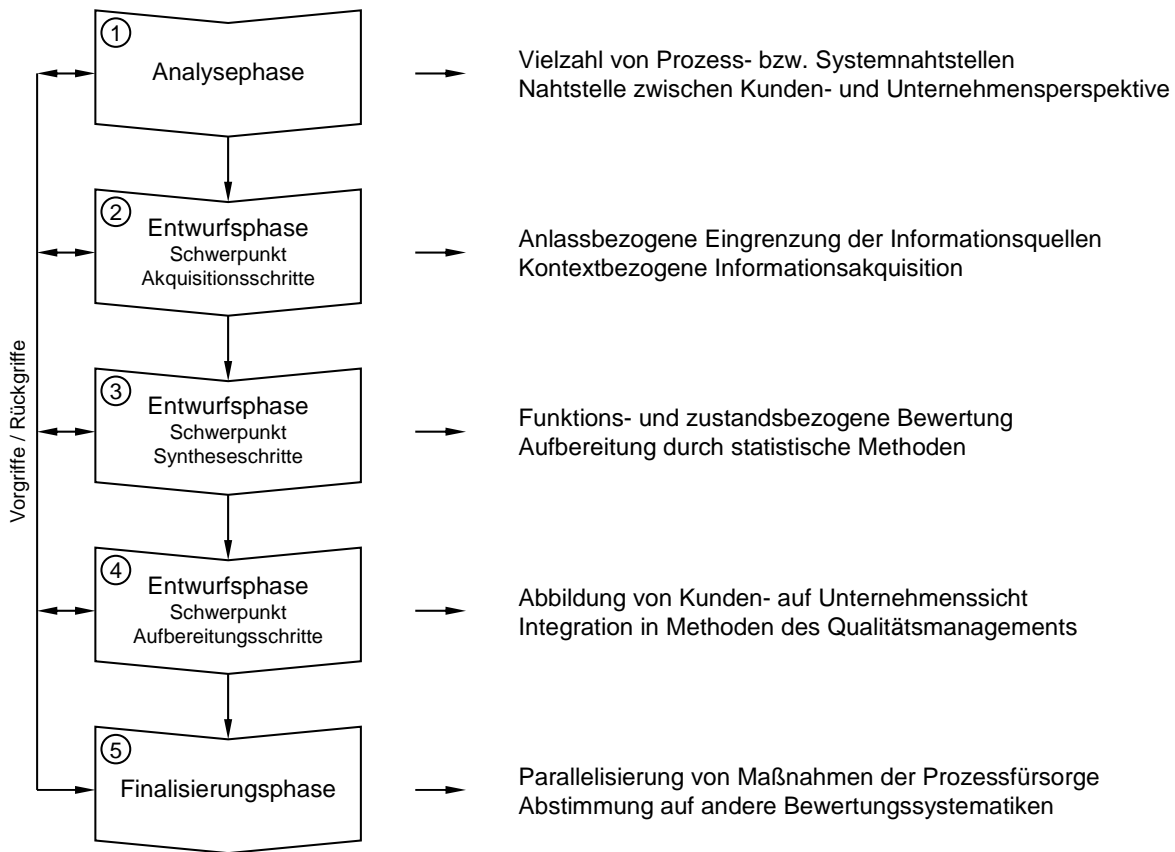 1
Analysephase
Vielzahl von Prozess- bzw. Systemnahtstellen
Nahtstelle zwischen Kunden- und Unternehmensperspektive
2
Entwurfsphase
Schwerpunkt
Akquisitionsschritte
Anlassbezogene Eingrenzung der Informationsquellen
Kontextbezogene Informationsakquisition
Vorgriffe / Rückgriffe
3
Entwurfsphase
Schwerpunkt
Syntheseschritte
Funktions- und zustandsbezogene Bewertung
Aufbereitung durch statistische Methoden
4
Entwurfsphase
Schwerpunkt
Aufbereitungsschritte
Abbildung von Kunden- auf Unternehmenssicht
Integration in Methoden des Qualitätsmanagements
5
Finalisierungsphase
Parallelisierung von Maßnahmen der Prozessfürsorge
Abstimmung auf andere Bewertungssystematiken